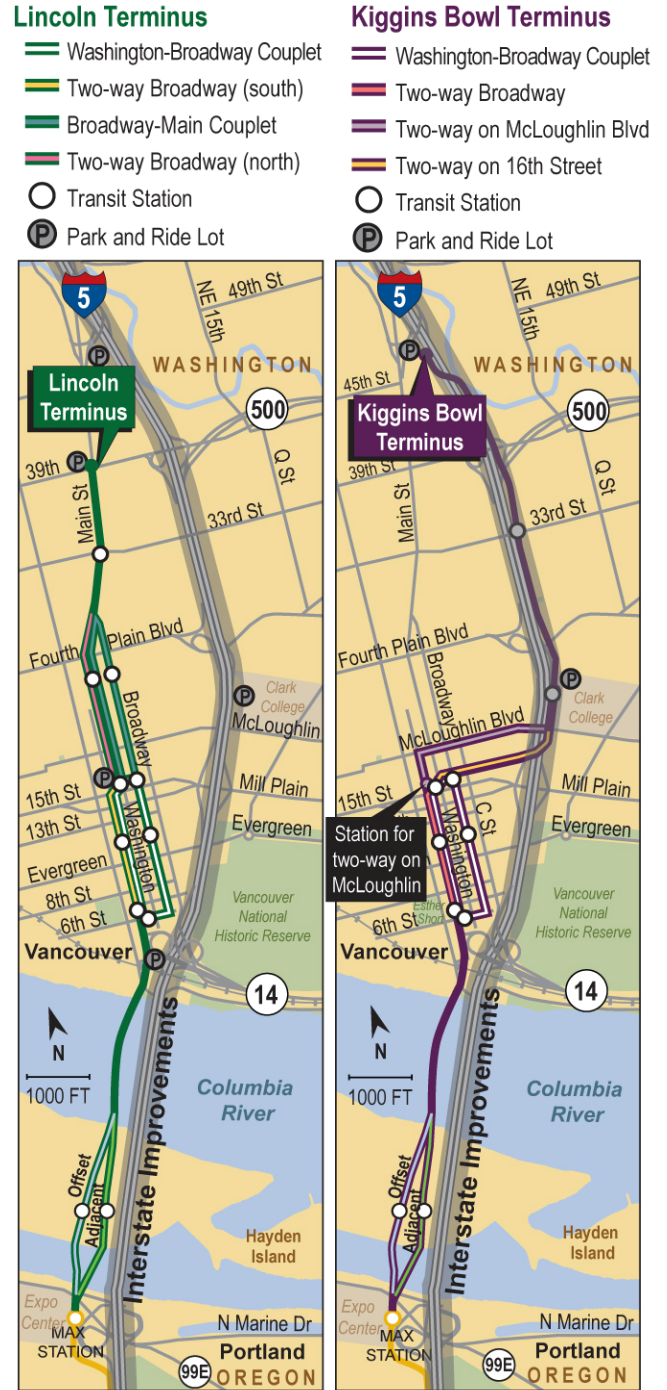 Lincoln Terminus
Washington-Broadway Couplet
Two-way Broadway (south)
Broadway-Main Couplet
Two-way Broadway (north)
Transit Station
P Park and Ride Lot
Kiggins Bowl Terminus
Washington-Broadway Couplet
Two-way Broadway
Two-way on McLoughlin Blvd
Two-way on 16th Street
Transit Station
P Park and Ride Lot
5
49th St
NE 15th
P
WASHINGTON
Lincoln
Terminus
500
P
39th
Main St
Q St
33rd St
Fourth Plain Blvd
P
Clark
College
Broadway
McLoughlin
P
15th St
Mill Plain
13th St
Washington
Evergreen
Evergreen
8th St
6th St
Vancouver
National
Historic Reserve
Vancouver
P
14
N
1000 FT
Columbia
River
Interstate Improvements
Offset
Adjacent
Hayden
Island
Expo
Center
MAX
STATION
N Marine Dr
99E
Portland
OREGON
5
49th St
NE 15th
P
WASHINGTON
45th St
Kiggins Bowl
Terminus
500
39th St
Main St
Q St
33rd St
Fourth Plain Blvd
P
Clark
College
Broadway
McLoughlin Blvd
15th St
Mill Plain
Station for
two-way on
McLoughlin
Washington
C St
Evergreen
Esther
Short
6th St
Vancouver
National
Historic Reserve
Vancouver
14
N
1000 FT
Columbia
River
Interstate Improvements
Offset
Adjacent
Hayden
Island
Expo
Center
MAX
STATION
N Marine Dr
99E
Portland
OREGON